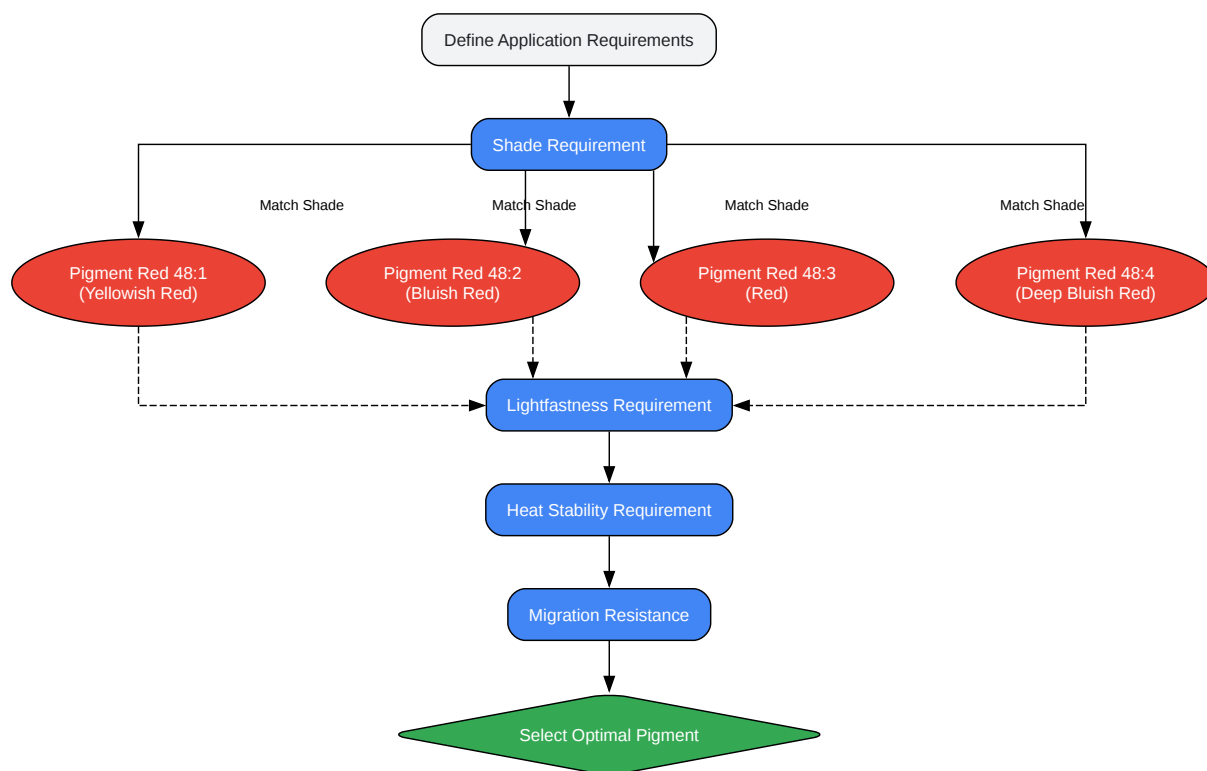 Define Application Requirements
Shade Requirement
Match Shade
Match Shade
Match Shade
Match Shade
Pigment Red 48:1
(Yellowish Red)
Pigment Red 48:2
(Bluish Red)
Pigment Red 48:3
(Red)
Pigment Red 48:4
(Deep Bluish Red)
Lightfastness Requirement
Heat Stability Requirement
Migration Resistance
Select Optimal Pigment